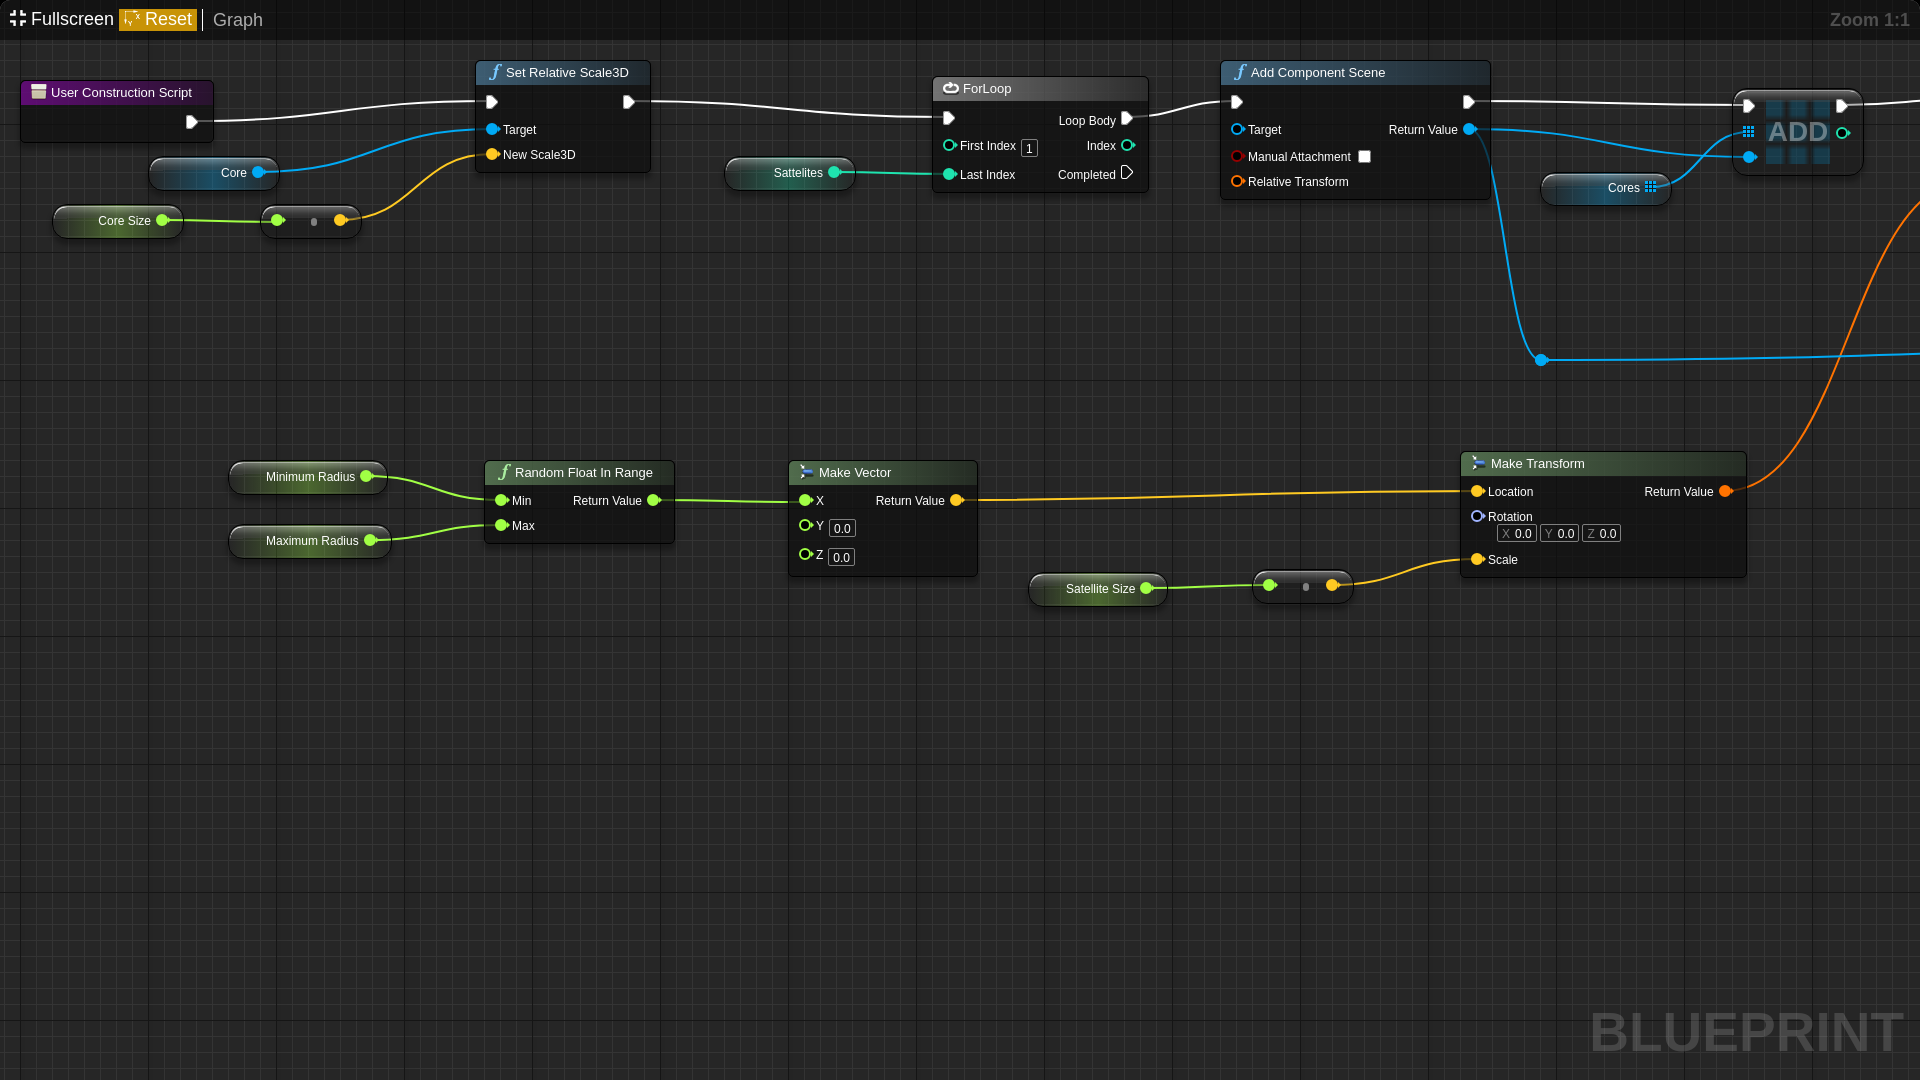 Fullscreen Reset Graph
Zoom 1:1
User Construction Script
Core
Core Size
Set Relative Scale3D
Target
New Scale3D
Sattelites
ForLoop
Loop Body
First Index 1 Index
Last Index Completed
Add Component Scene
Target Return Value
Manual Attachment
Relative Transform
Cores
ADD
Minimum Radius
Maximum Radius
Random Float In Range
Min Return Value
Max
Make Vector
X Return Value
Y 0.0
Z 0.0
Satellite Size
Make Transform
Location Return Value
Rotation
X 0.0 Y 0.0 Z 0.0
Scale
BLUEPRINT